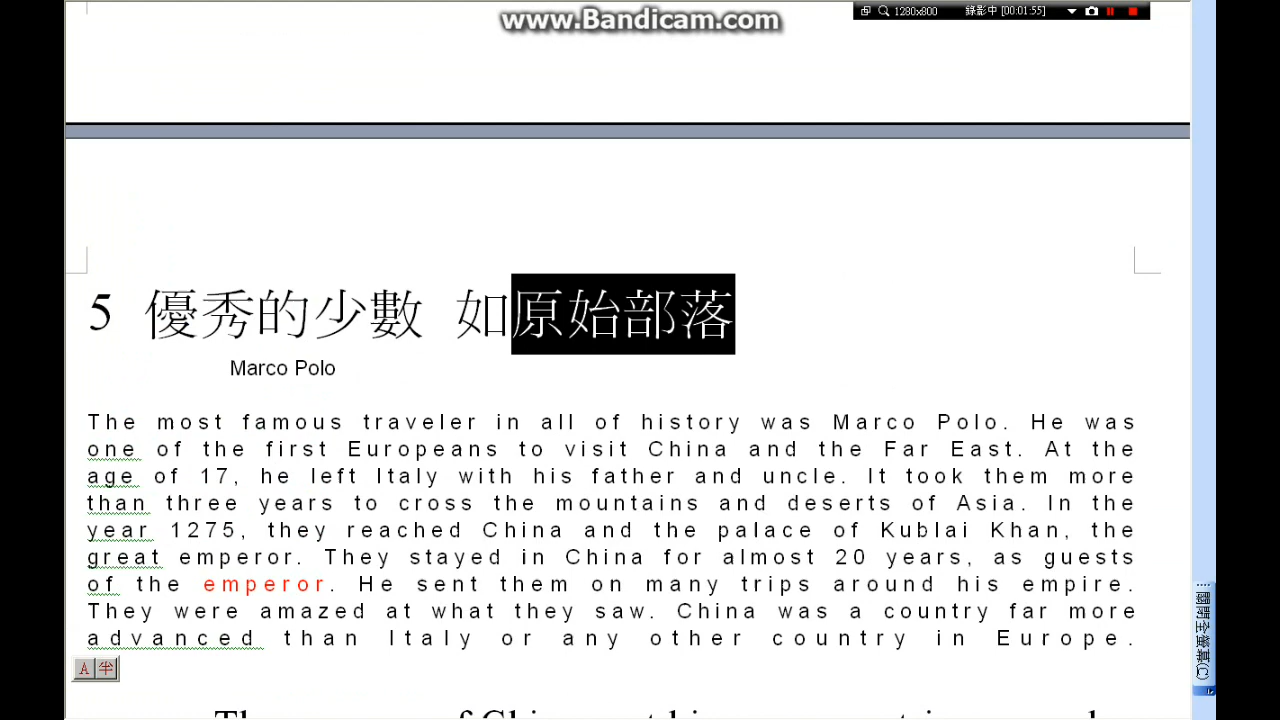 www.Bandicam.com
1280x800 錄影中 [00:01:55]
5 優秀的少數 如原始部落
Marco Polo
The most famous traveler in all of history was Marco Polo. He was
one of the first Europeans to visit China and the Far East. At the
age of 17, he left Italy with his father and uncle. It took them more
than three years to cross the mountains and deserts of Asia. In the
year 1275, they reached China and the palace of Kublai Khan, the
great emperor. They stayed in China for almost 20 years, as guests
of the emperor. He sent them on many trips around his empire.
They were amazed at what they saw. China was a country far more
advanced than Italy or any other country in Europe.
A 半
關閉全螢幕(C)